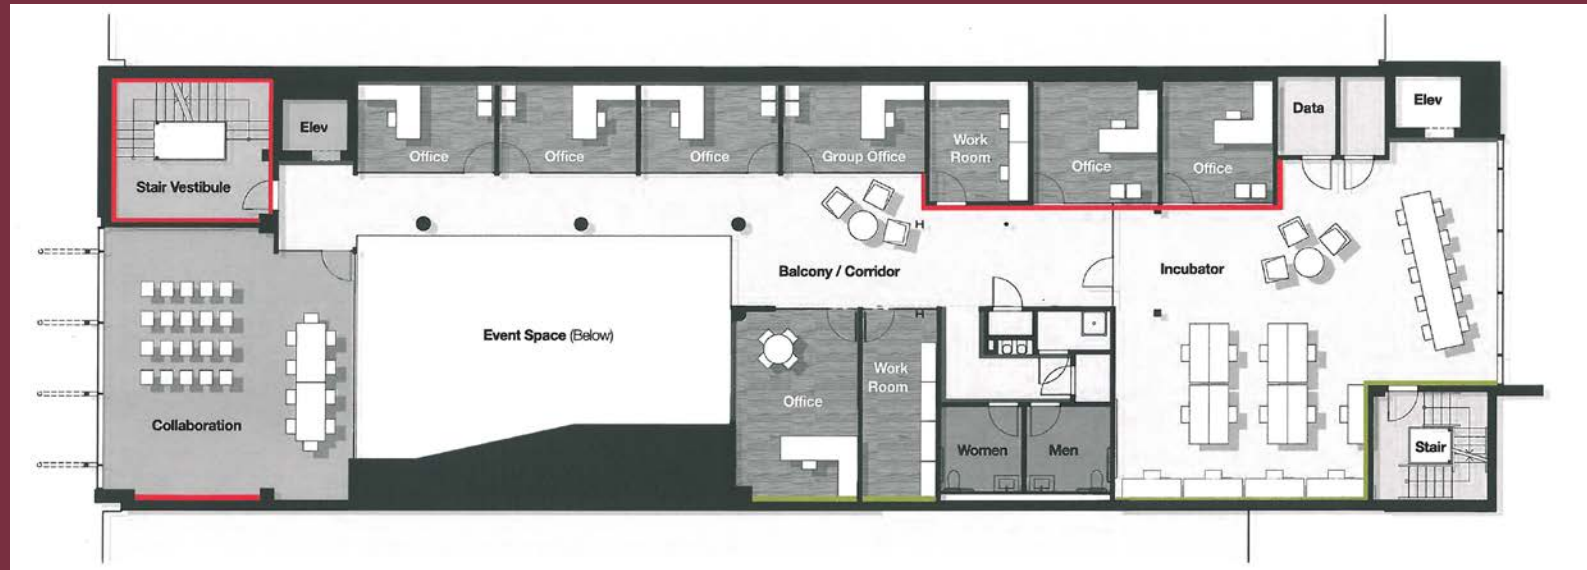 Elev
Data
Elev
Office
Office
Office
Group Office
Work
Room
Office
Office
Stair Vestibule
Balcony / Corridor
Incubator
Event Space (Below)
Work
Room
Office
Collaboration
Women
Men
Stair